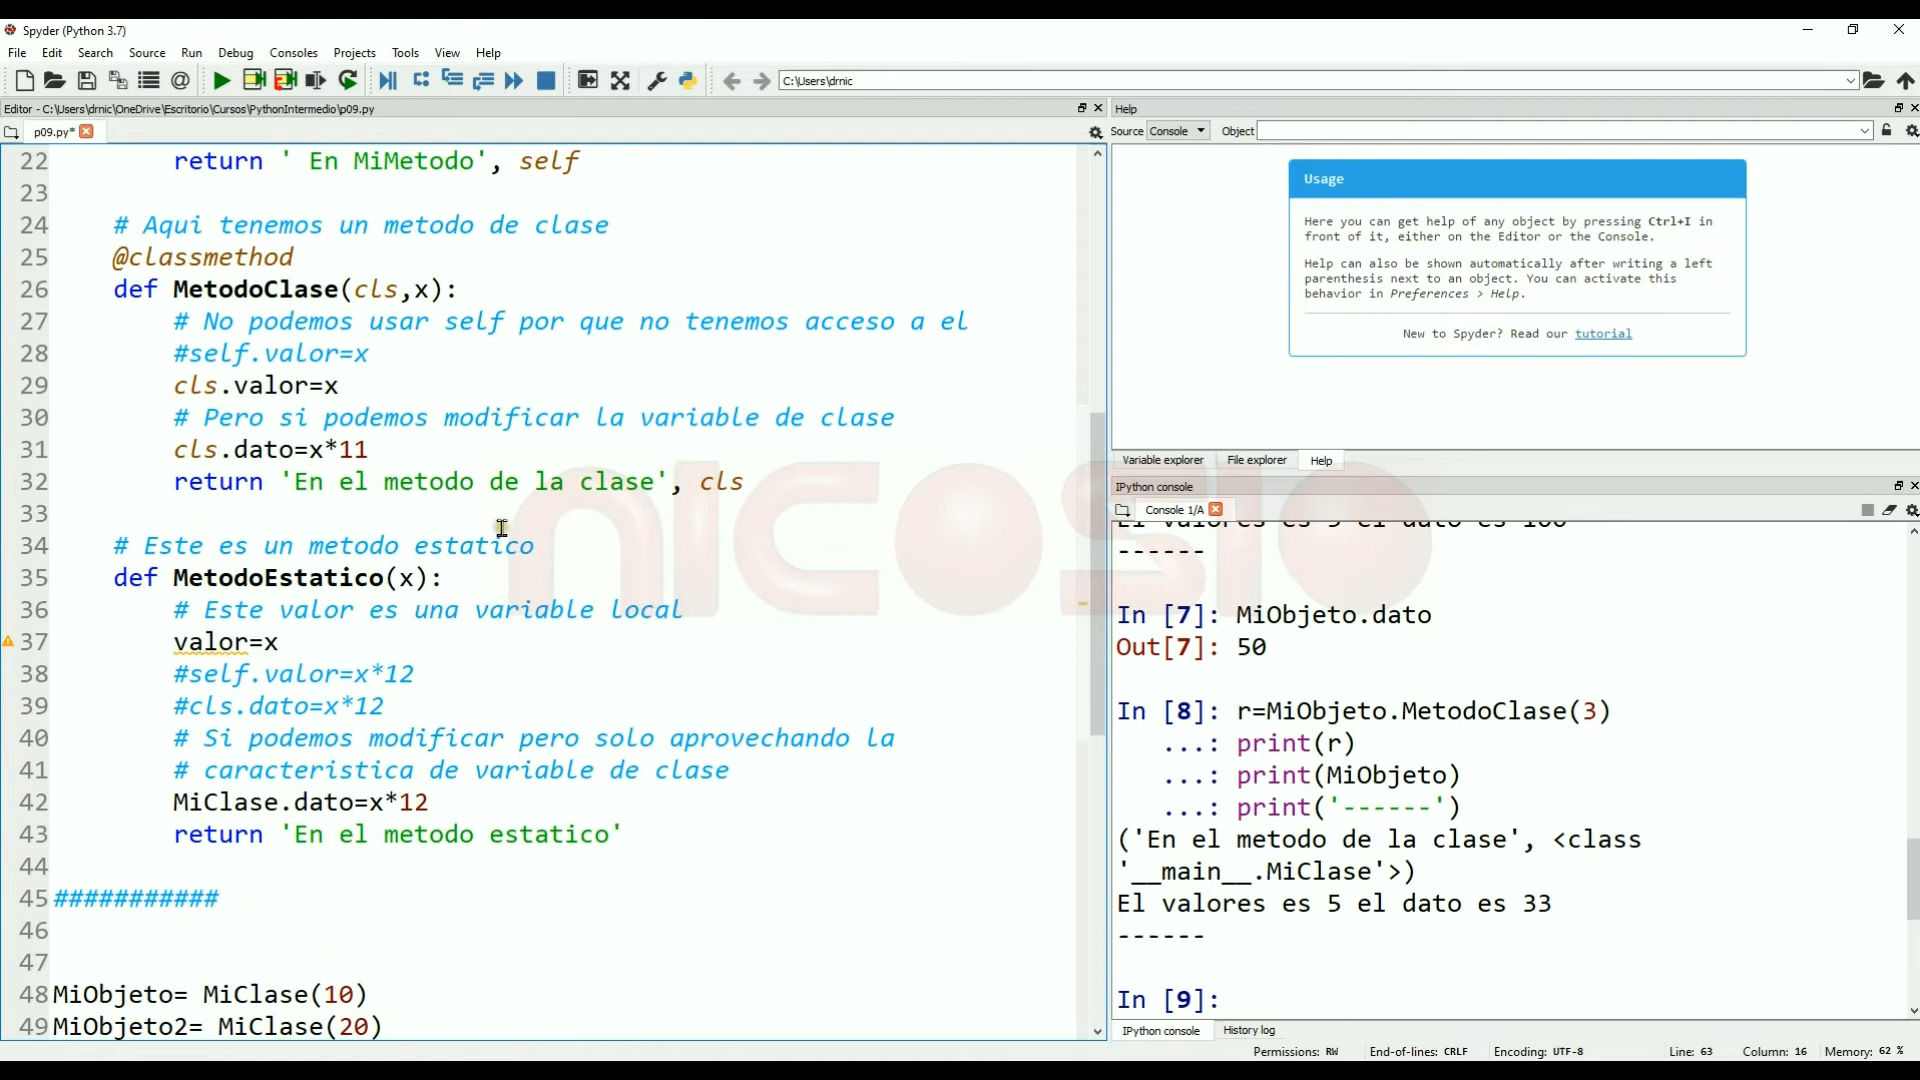 Spyder (Python 3.7)
File Edit Search Source Run Debug Consoles Projects Tools View Help
C:\Users\drnic
Editor - C:\Users\drnic\OneDrive\Escritorio\Cursos\PythonIntermedio\p09.py
p09.py*
22 return ' En MiMetodo', self
23
24 # Aqui tenemos un metodo de clase
25 @classmethod
26 def MetodoClase(cls,x):
27 # No podemos usar self por que no tenemos acceso a el
28 #self.valor=x
29 cls.valor=x
30 # Pero si podemos modificar la variable de clase
31 cls.dato=x*11
32 return 'En el metodo de la clase', cls
33
34 # Este es un metodo estatico
35 def MetodoEstatico(x):
36 # Este valor es una variable local
37 valor=x
38 #self.valor=x*12
39 #cls.dato=x*12
40 # Si podemos modificar pero solo aprovechando la
41 # caracteristica de variable de clase
42 MiClase.dato=x*12
43 return 'En el metodo estatico'
44
45 ###########
46
47
48 MiObjeto= MiClase(10)
49 MiObjeto2= MiClase(20)
Help
Source Console Object
Usage
Here you can get help of any object by pressing Ctrl+I in
front of it, either on the Editor or the Console.
Help can also be shown automatically after writing a left
parenthesis next to an object. You can activate this
behavior in Preferences > Help.
New to Spyder? Read our tutorial
Variable explorer File explorer Help
IPython console
Console 1/A
El valores es 5 el dato es 100
------
In [7]: MiObjeto.dato
Out[7]: 50
In [8]: r=MiObjeto.MetodoClase(3)
...: print(r)
...: print(MiObjeto)
...: print('------')
('En el metodo de la clase', <class
'__main__.MiClase'>)
El valores es 5 el dato es 33
------
In [9]:
IPython console History log
Permissions: RW End-of-lines: CRLF Encoding: UTF-8 Line: 63 Column: 16 Memory: 62 %
NICOSIO